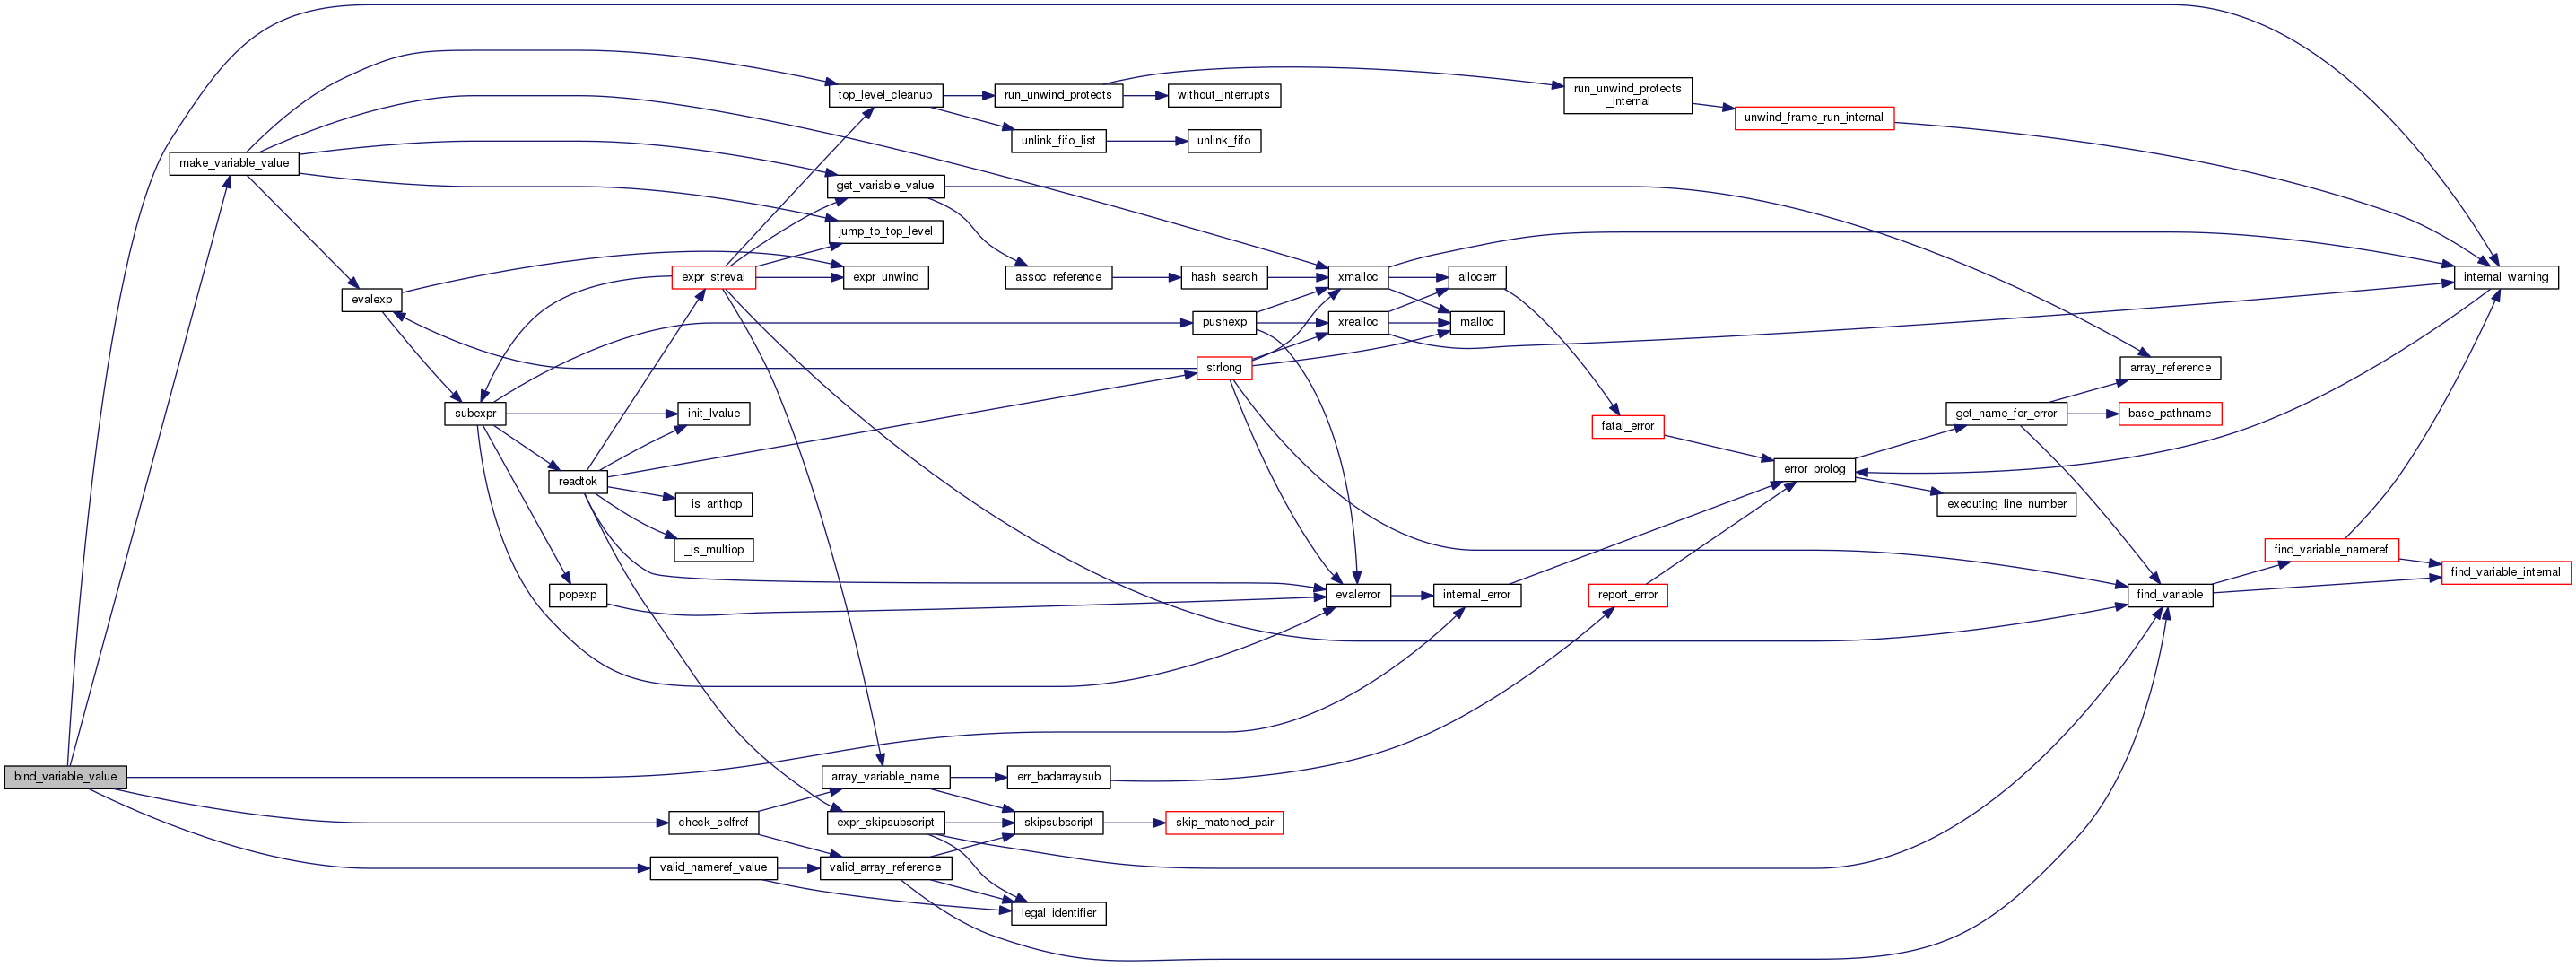 run_unwind_protects
_internal
top_level_cleanup
run_unwind_protects
without_interrupts
unwind_frame_run_internal
unlink_fifo_list
unlink_fifo
make_variable_value
get_variable_value
jump_to_top_level
expr_streval
expr_unwind
assoc_reference
hash_search
xmalloc
allocerr
internal_warning
evalexp
pushexp
xrealloc
malloc
strlong
array_reference
subexpr
init_lvalue
get_name_for_error
base_pathname
fatal_error
readtok
error_prolog
_is_arithop
executing_line_number
_is_multiop
find_variable_nameref
find_variable_internal
popexp
evalerror
internal_error
report_error
find_variable
bind_variable_value
array_variable_name
err_badarraysub
check_selfref
expr_skipsubscript
skipsubscript
skip_matched_pair
valid_nameref_value
valid_array_reference
legal_identifier